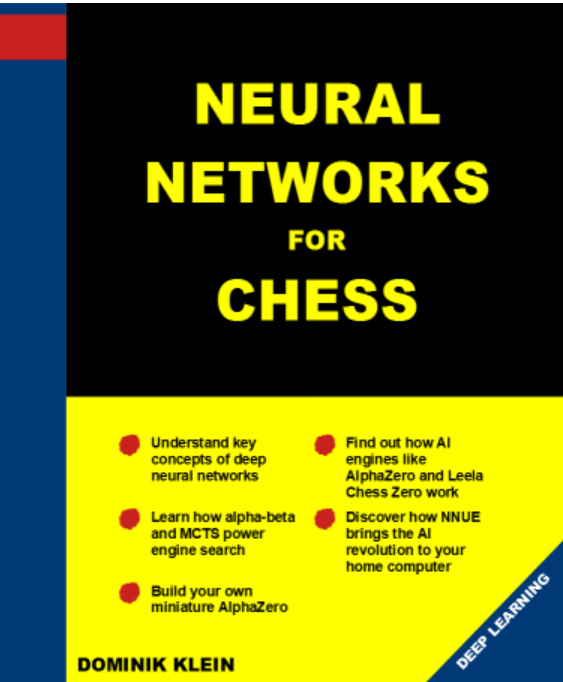 NEURAL
NETWORKS
FOR
CHESS
Understand key
concepts of deep
neural networks
Learn how alpha-beta
and MCTS power
engine search
Build your own
miniature AlphaZero
Find out how AI
engines like
AlphaZero and Leela
Chess Zero work
Discover how NNUE
brings the AI
revolution to your
home computer
DEEP LEARNING
DOMINIK KLEIN